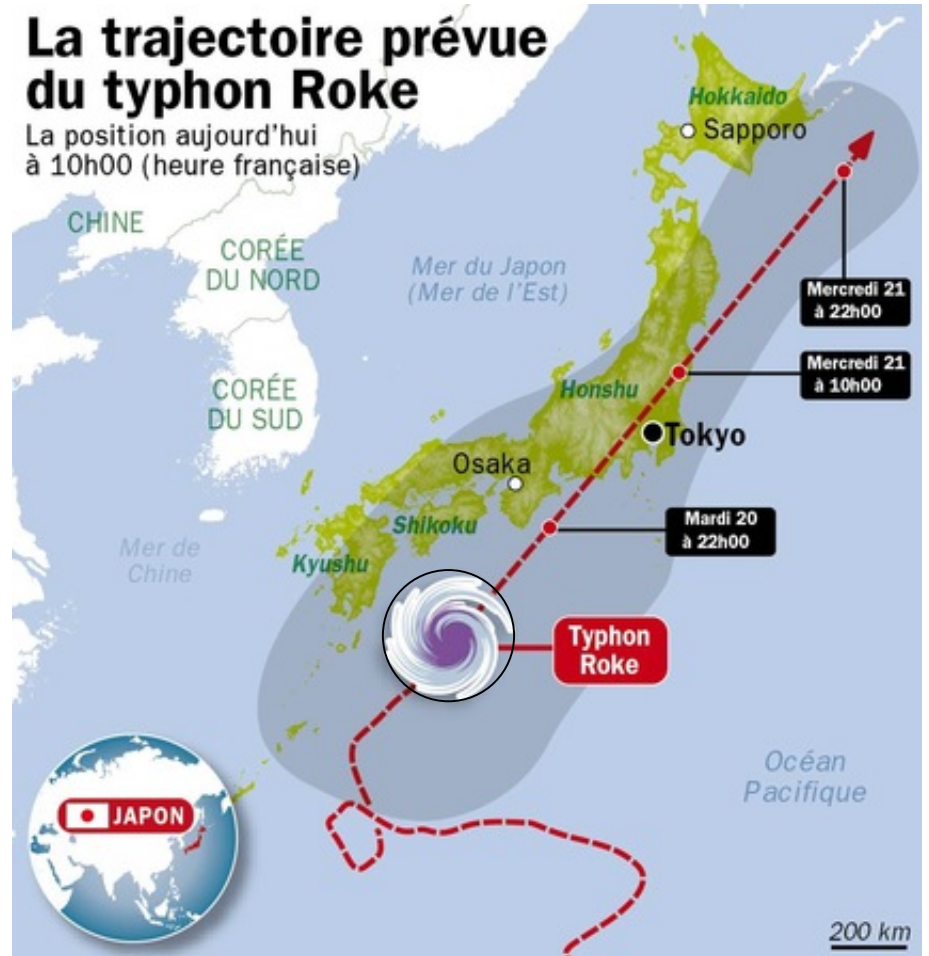 La trajectoire prévue
du typhon Roke
La position aujourd'hui
à 10h00 (heure française)
Hokkaido
Sapporo
CHINE
CORÉE
DU NORD
Mer du Japon
(Mer de l'Est)
Mercredi 21
à 22h00
Mercredi 21
à 10h00
CORÉE
DU SUD
Honshu
Tokyo
Osaka
Shikoku
Mardi 20
à 22h00
Mer de
Chine
Kyushu
Typhon
Roke
Océan
Pacifique
JAPON
200 km